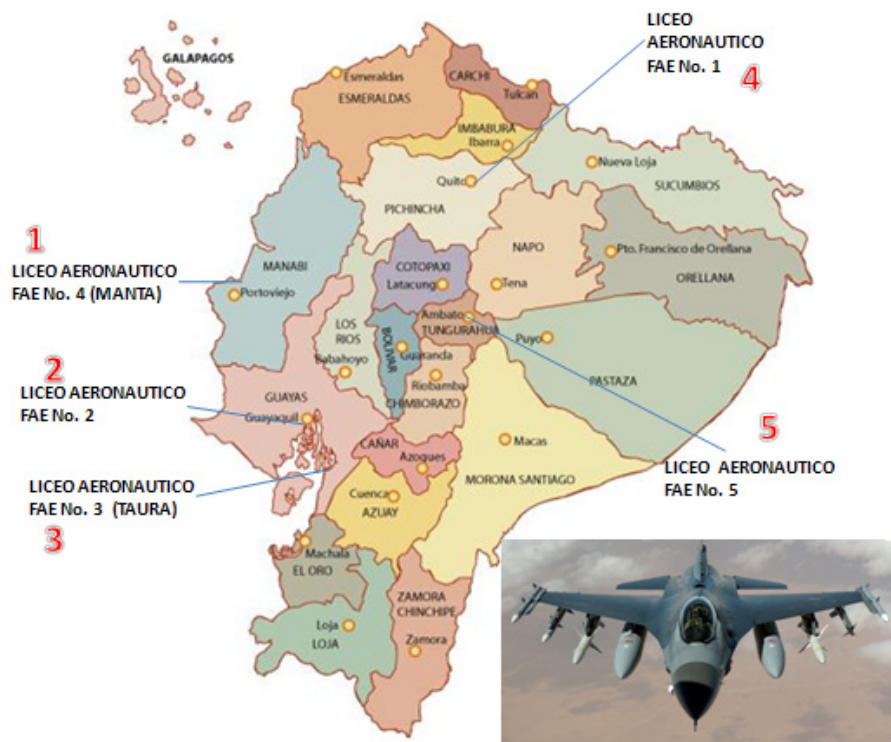 LICEO
AERONAUTICO
FAE No. 1
4
GALAPAGOS
Esmeraldas
ESMERALDAS
CARCHI
Tulcan
IMBABURA
Ibarra
Nueva Loja
SUCUMBIOS
Quito
PICHINCHA
1
LICEO AERONAUTICO
FAE No. 4 (MANTA)
MANABI
Portoviejo
COTOPAXI
Latacung
NAPO
Tena
Pto. Francisco de Orellana
ORELLANA
LOS
RIOS
Babahoyo
BOLIVAR
Guaranda
Ambato
TUNGURAHUA
Puyo
PASTAZA
2
LICEO AERONAUTICO
FAE No. 2
GUAYAS
Guayaquil
Riobamba
CHIMBORAZO
CAÑAR
Azogues
Macas
MORONA SANTIAGO
5
LICEO AERONAUTICO
FAE No. 5
LICEO AERONAUTICO
FAE No. 3 (TAURA)
3
Cuenca
AZUAY
Machala
EL ORO
ZAMORA
CHINCHIPE
Loja
LOJA
Zamora